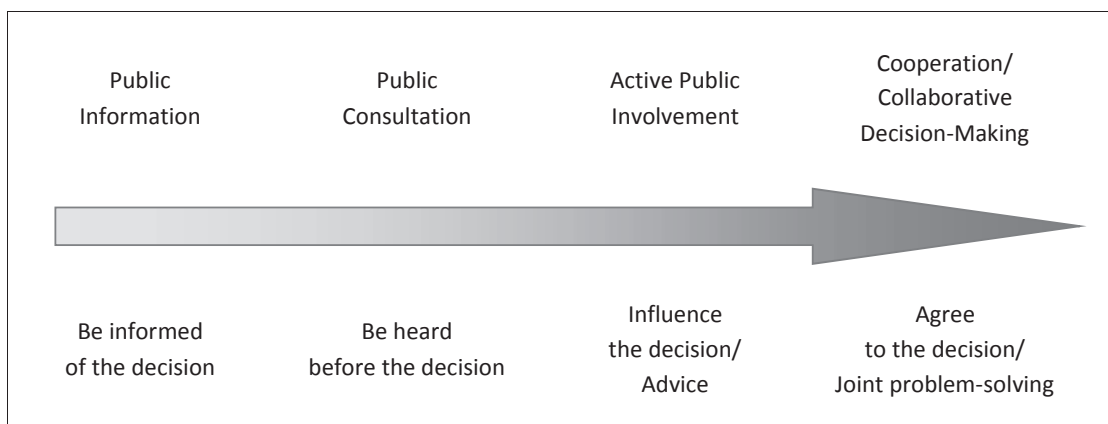 Public
Information
Public
Consultation
Active Public
Involvement
Cooperation/
Collaborative
Decision-Making
Be informed
of the decision
Be heard
before the decision
Influence
the decision/
Advice
Agree
to the decision/
Joint problem-solving